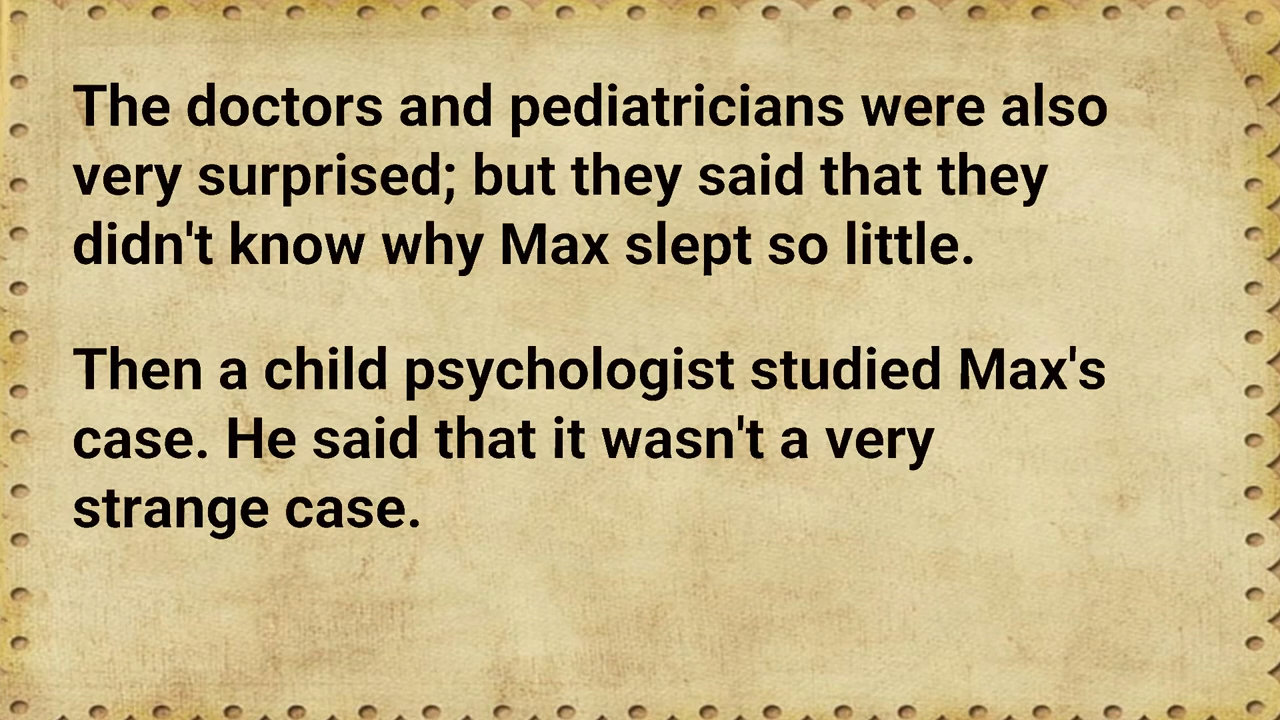 The doctors and pediatricians were also
very surprised; but they said that they
didn't know why Max slept so little.
Then a child psychologist studied Max's
case. He said that it wasn't a very
strange case.